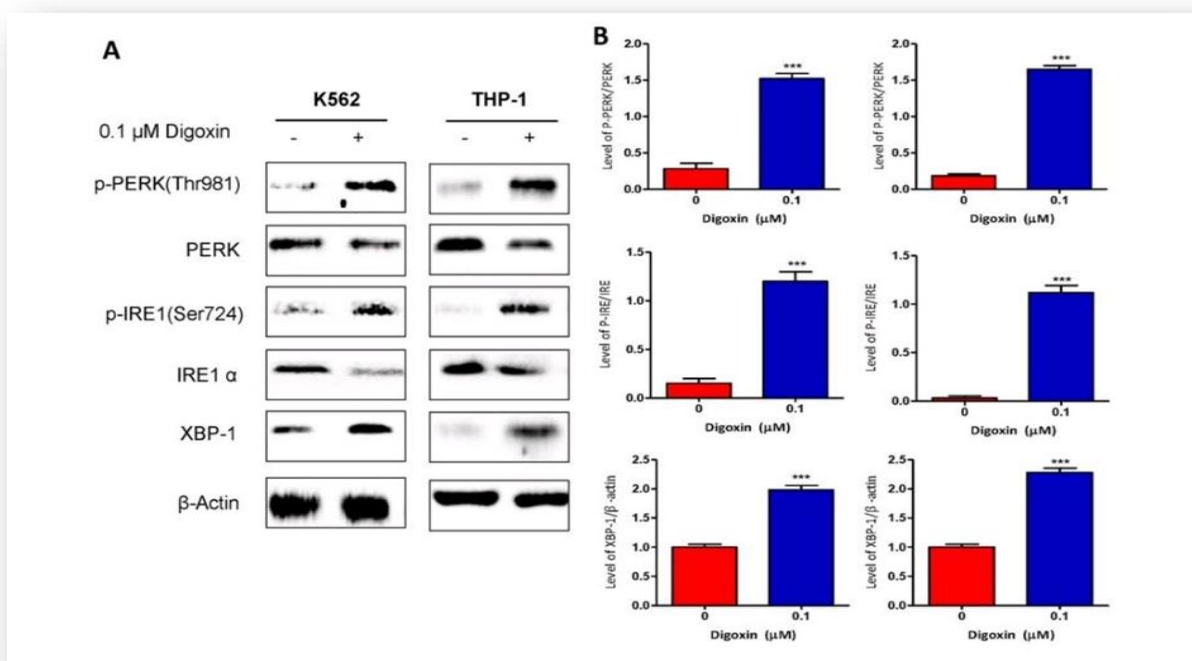 A
K562 THP-1
0.1 µM Digoxin - + - +
p-PERK(Thr981)
PERK
p-IRE1(Ser724)
IRE1 α
XBP-1
β-Actin
B
Level of P-PERK/PERK
2.0
1.5
1.0
0.5
0.0
***
0 0.1
Digoxin (µM)
Level of P-PERK/PERK
2.0
1.5
1.0
0.5
0.0
***
0 0.1
Digoxin (µM)
Level of P-IRE/IRE
1.5
1.0
0.5
0.0
***
0 0.1
Digoxin (µM)
Level of P-IRE/IRE
1.5
1.0
0.5
0.0
***
0 0.1
Digoxin (µM)
Level of XBP-1/β -actin
2.5
2.0
1.5
1.0
0.5
0.0
***
0 0.1
Digoxin (µM)
Level of XBP-1/β -actin
2.5
2.0
1.5
1.0
0.5
0.0
***
0 0.1
Digoxin (µM)